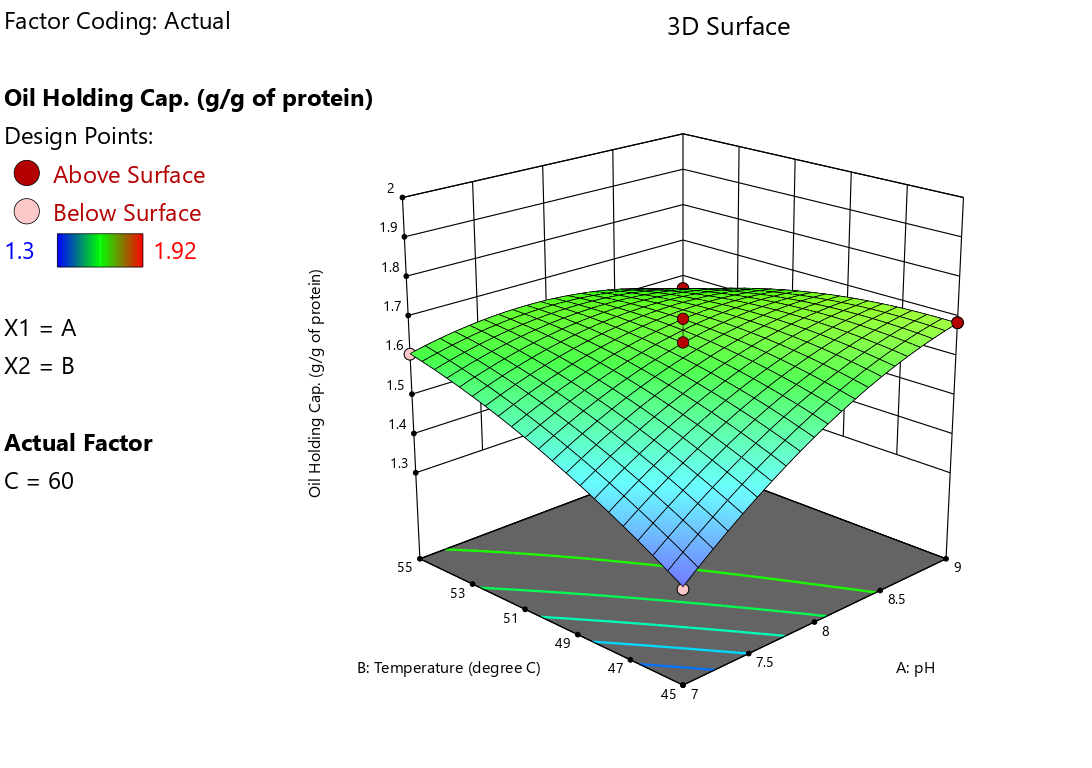 Factor Coding: Actual
3D Surface
Oil Holding Cap. (g/g of protein)
Design Points:
Above Surface
Below Surface
1.3 1.92
X1 = A
X2 = B
Actual Factor
C = 60
Oil Holding Cap. (g/g of protein)
2
1.9
1.8
1.7
1.6
1.5
1.4
1.3
55
53
51
49
47
45
7
7.5
8
8.5
9
B: Temperature (degree C)
A: pH